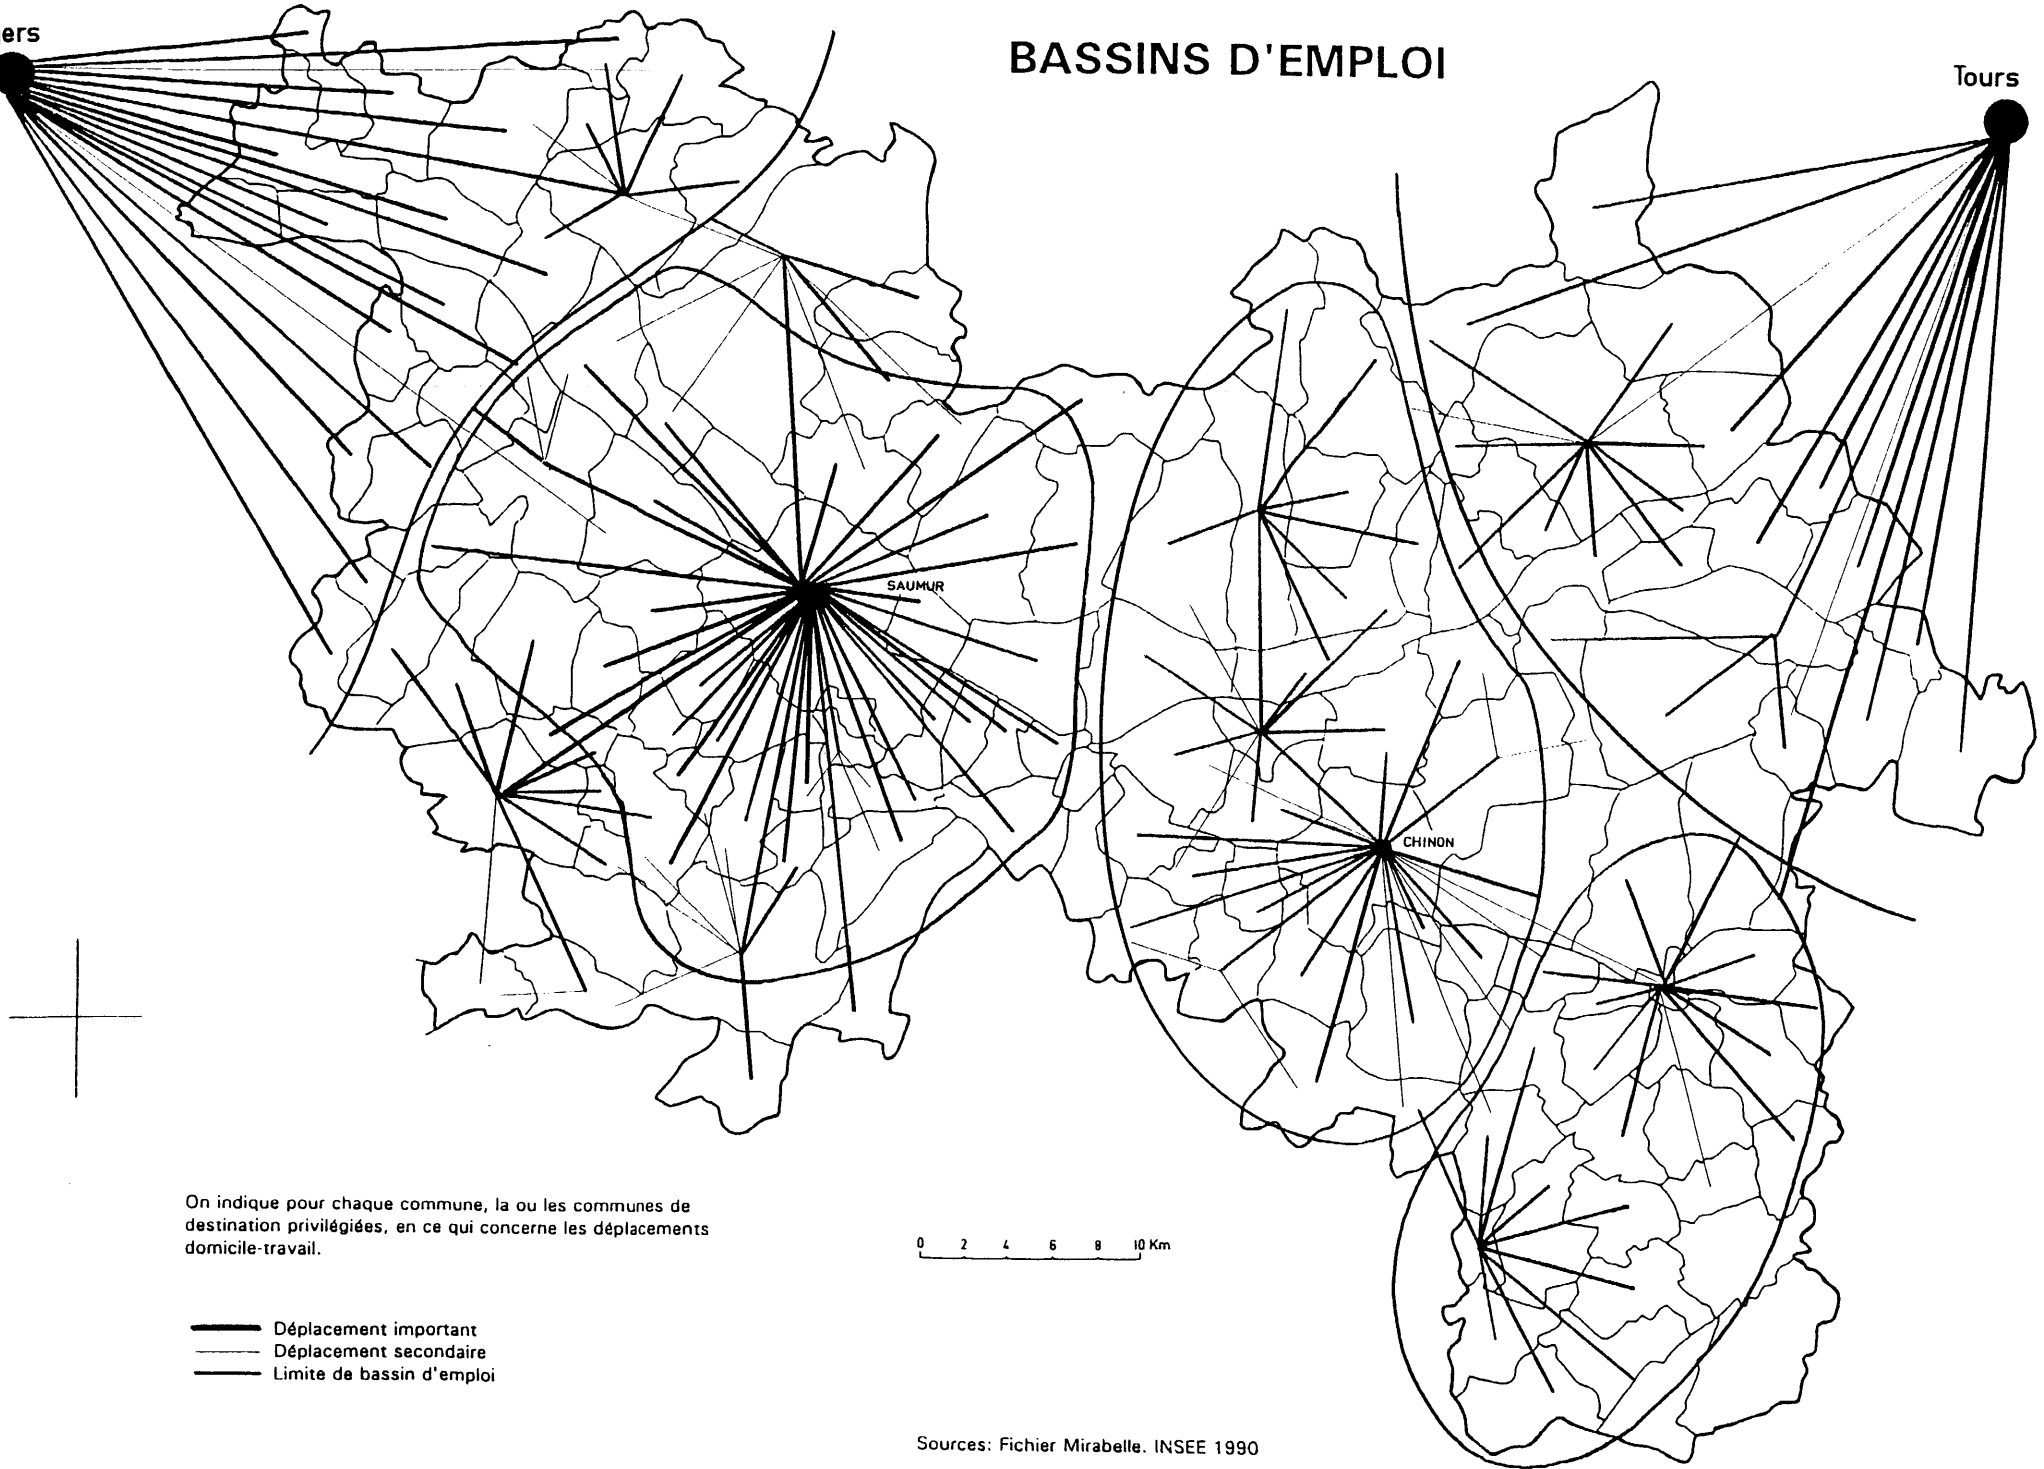 ers
BASSINS D'EMPLOI
Tours
SAUMUR
CHINON
On indique pour chaque commune, la ou les communes de
destination privilégiées, en ce qui concerne les déplacements
domicile-travail.
0 2 4 6 8 10 Km
Déplacement important
Déplacement secondaire
Limite de bassin d'emploi
Sources: Fichier Mirabelle. INSEE 1990